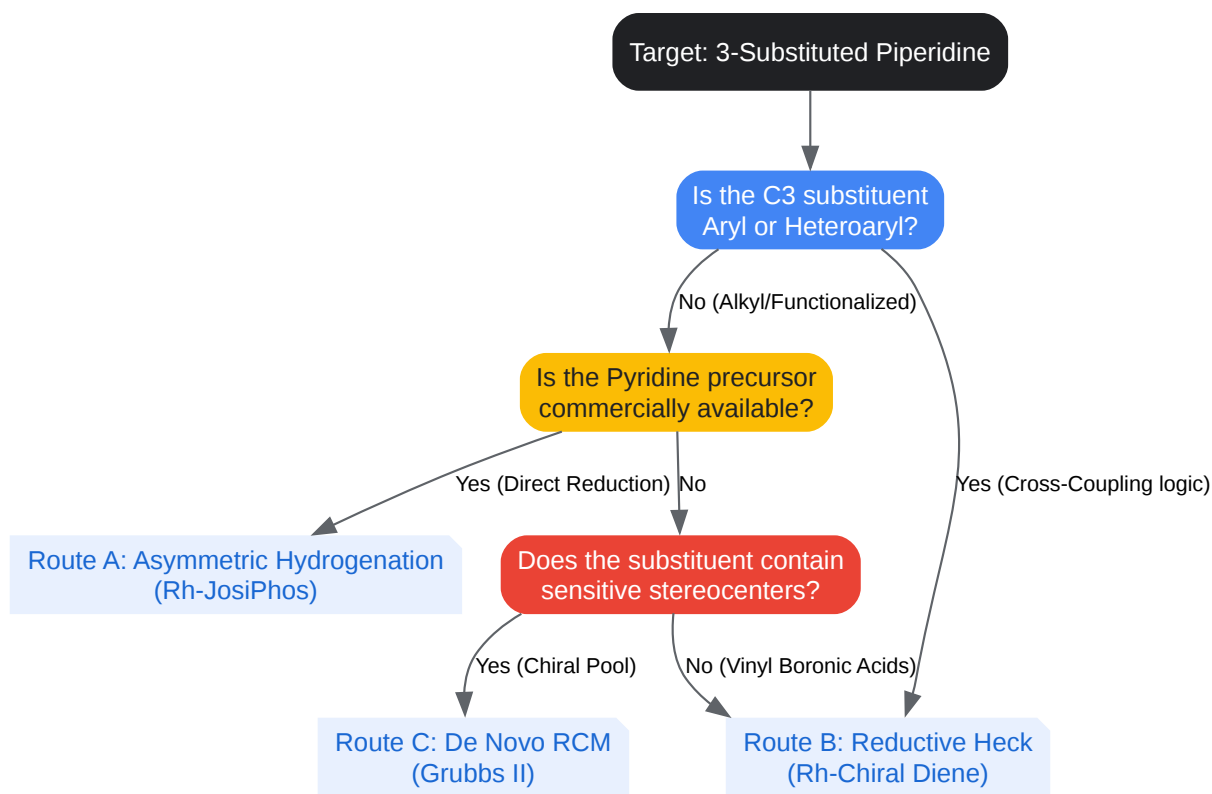 Target: 3-Substituted Piperidine
Is the C3 substituent
Aryl or Heteroaryl?
No (Alkyl/Functionalized)
Is the Pyridine precursor
commercially available?
Yes (Direct Reduction)
No
Yes (Cross-Coupling logic)
Route A: Asymmetric Hydrogenation
(Rh-JosiPhos)
Does the substituent contain
sensitive stereocenters?
Yes (Chiral Pool)
No (Vinyl Boronic Acids)
Route C: De Novo RCM
(Grubbs II)
Route B: Reductive Heck
(Rh-Chiral Diene)